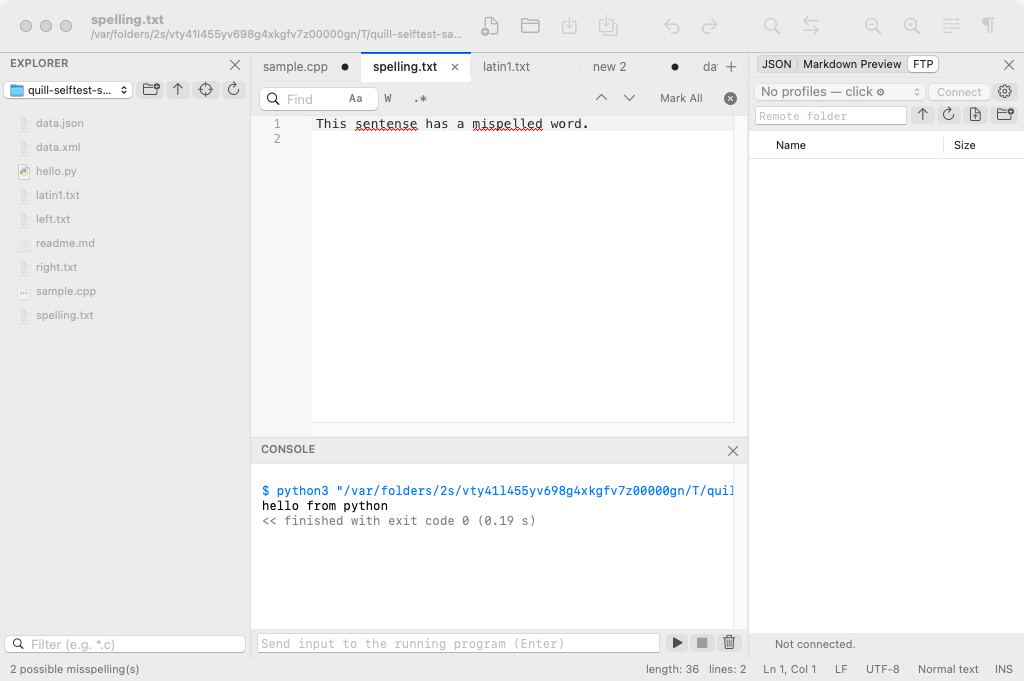 spelling.txt
/var/folders/2s/vty41l455yv698g4xkgfv7z00000gn/T/quill-selftest-sa...
EXPLORER
quill-selftest-s...
data.json
data.xml
hello.py
latin1.txt
left.txt
readme.md
right.txt
sample.cpp
spelling.txt
Filter (e.g. *.c)
sample.cpp
spelling.txt
latin1.txt
new 2
da
Find Aa W .* Mark All
1 This sentense has a mispelled word.
2
CONSOLE
$ python3 "/var/folders/2s/vty41l455yv698g4xkgfv7z00000gn/T/quil
hello from python
<< finished with exit code 0 (0.19 s)
Send input to the running program (Enter)
JSON Markdown Preview FTP
No profiles — click ⚙ Connect
Remote folder
Name Size
Not connected.
2 possible misspelling(s) length: 36 lines: 2 Ln 1, Col 1 LF UTF-8 Normal text INS